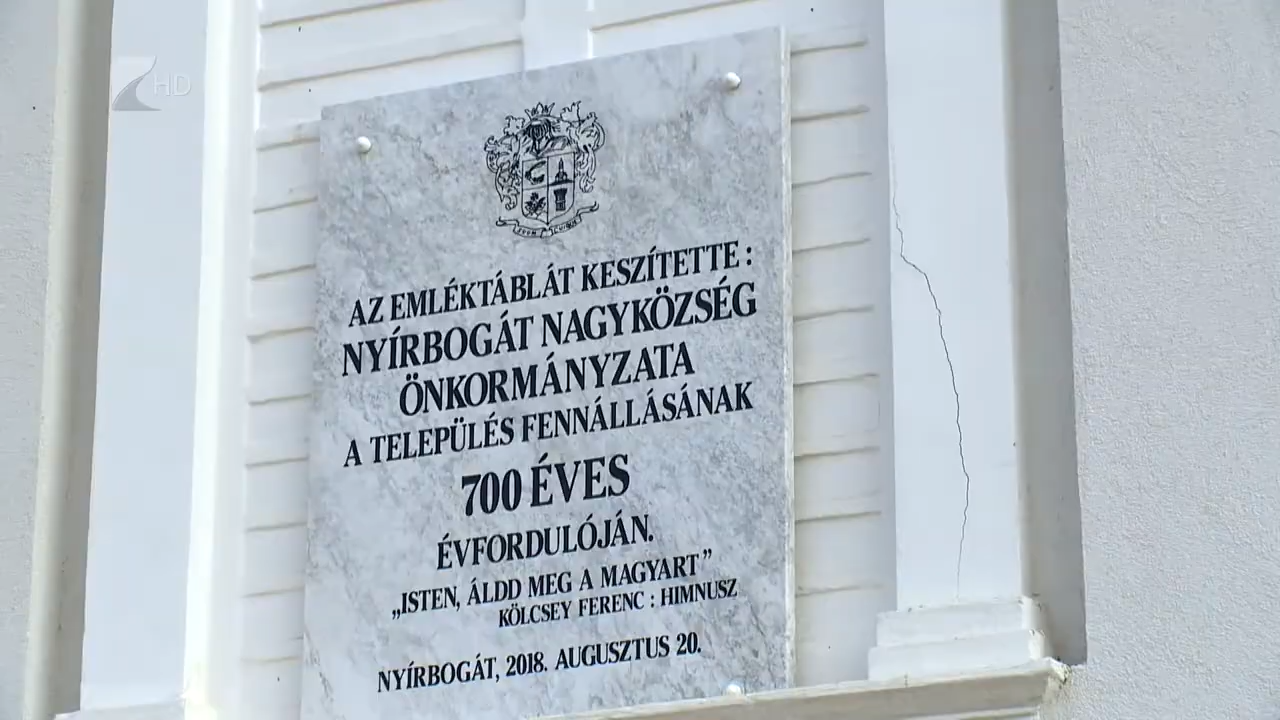 HD
AZ EMLÉKTÁBLÁT KESZÍTETTE :
NYÍRBOGÁT NAGYKÖZSÉG
ÖNKORMÁNYZATA
A TELEPÜLÉS FENNÁLLÁSÁNAK
700 ÉVES
ÉVFORDULÓJÁN.
„ISTEN, ÁLDD MEG A MAGYART”
KÖLCSEY FERENC : HIMNUSZ
NYÍRBOGÁT, 2018. AUGUSZTUS 20.